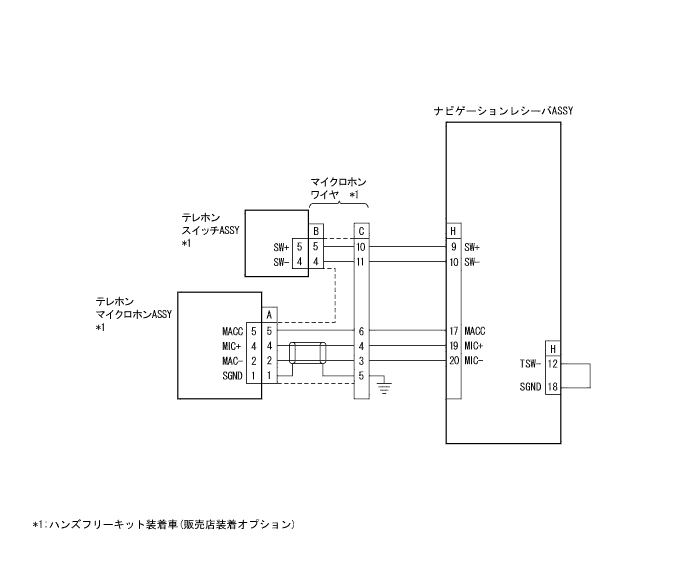 ナビゲーションレシーバASSY
マイクロホン
ワイヤ *1
テレホン
スイッチASSY
*1
B
C
H
SW+ 5 5 10 9 SW+
SW- 4 4 11 10 SW-
テレホン
マイクロホンASSY
*1
A
MACC 5 5 6 17 MACC
MIC+ 4 4 4 19 MIC+
MAC- 2 2 3 20 MIC-
SGND 1 1 5
H
TSW- 12
SGND 18
*1:ハンズフリーキット装着車(販売店装着オプション)